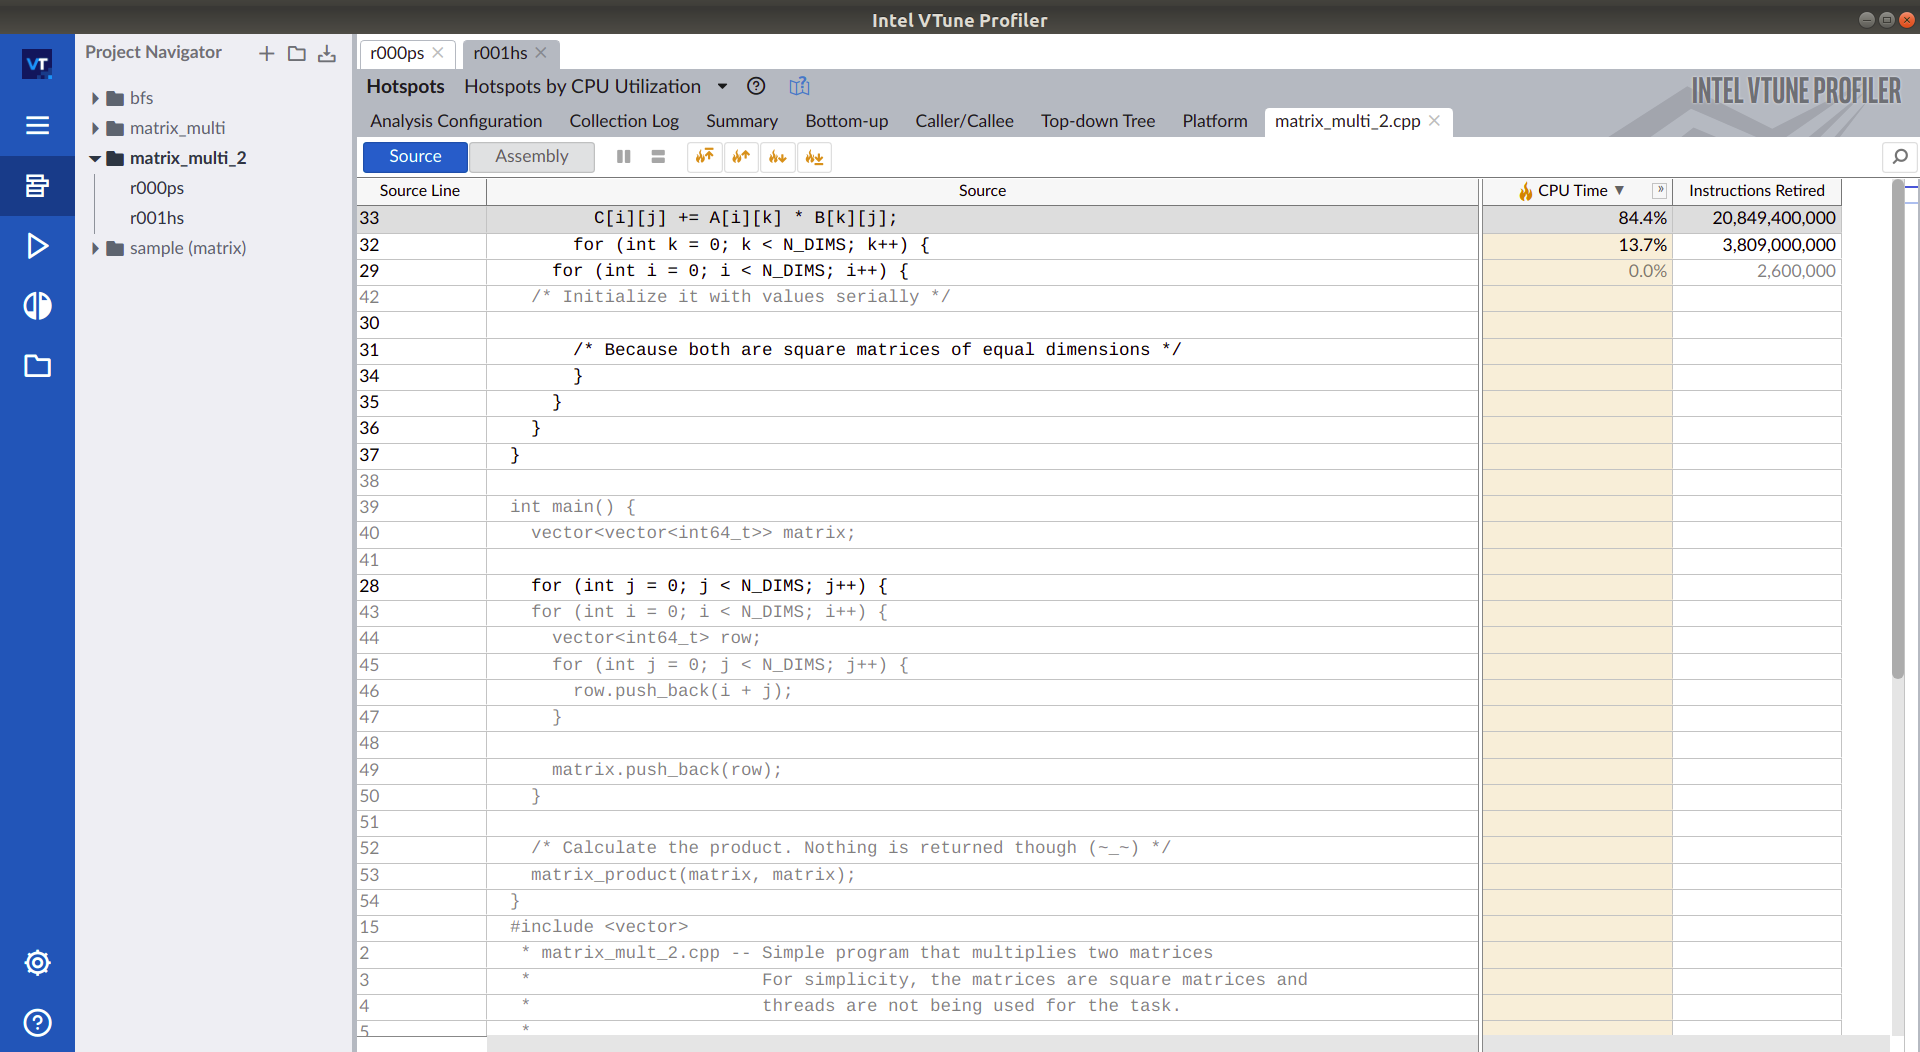 Intel VTune Profiler
VT
Project Navigator
bfs
matrix_multi
matrix_multi_2
r000ps
r001hs
sample (matrix)
r000ps
r001hs
Hotspots Hotspots by CPU Utilization
INTEL VTUNE PROFILER
Analysis Configuration Collection Log Summary Bottom-up Caller/Callee Top-down Tree Platform matrix_multi_2.cpp
Source Assembly
Source Line Source CPU Time Instructions Retired
33 C[i][j] += A[i][k] * B[k][j]; 84.4% 20,849,400,000
32 for (int k = 0; k < N_DIMS; k++) { 13.7% 3,809,000,000
29 for (int i = 0; i < N_DIMS; i++) { 0.0% 2,600,000
42 /* Initialize it with values serially */
30
31 /* Because both are square matrices of equal dimensions */
34 }
35 }
36 }
37 }
38
39 int main() {
40 vector<vector<int64_t>> matrix;
41
28 for (int j = 0; j < N_DIMS; j++) {
43 for (int i = 0; i < N_DIMS; i++) {
44 vector<int64_t> row;
45 for (int j = 0; j < N_DIMS; j++) {
46 row.push_back(i + j);
47 }
48
49 matrix.push_back(row);
50 }
51
52 /* Calculate the product. Nothing is returned though (~_~) */
53 matrix_product(matrix, matrix);
54 }
15 #include <vector>
2 * matrix_mult_2.cpp -- Simple program that multiplies two matrices
3 * For simplicity, the matrices are square matrices and
4 * threads are not being used for the task.
5 *